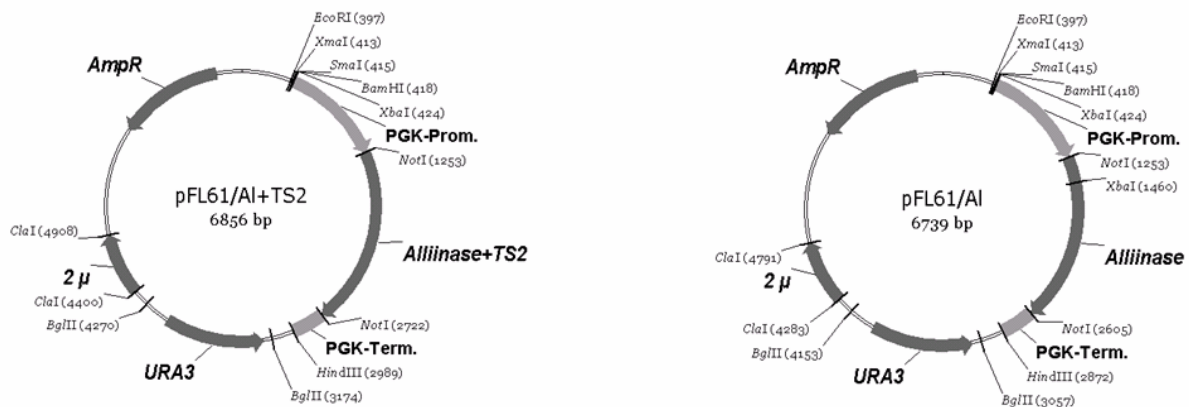 EcoRI (397)
XmaI (413)
SmaI (415)
BamHI (418)
XbaI (424)
PGK-Prom.
NotI (1253)
AmpR
pFL61/Al+TS2
6856 bp
Alliinase+TS2
ClaI (4908)
2 μ
ClaI (4400)
BglII (4270)
URA3
NotI (2722)
PGK-Term.
HindIII (2989)
BglII (3174)
EcoRI (397)
XmaI (413)
SmaI (415)
BamHI (418)
XbaI (424)
PGK-Prom.
NotI (1253)
XbaI (1460)
AmpR
pFL61/Al
6739 bp
Alliinase
ClaI (4791)
2 μ
ClaI (4283)
BglII (4153)
URA3
NotI (2605)
PGK-Term.
HindIII (2872)
BglII (3057)